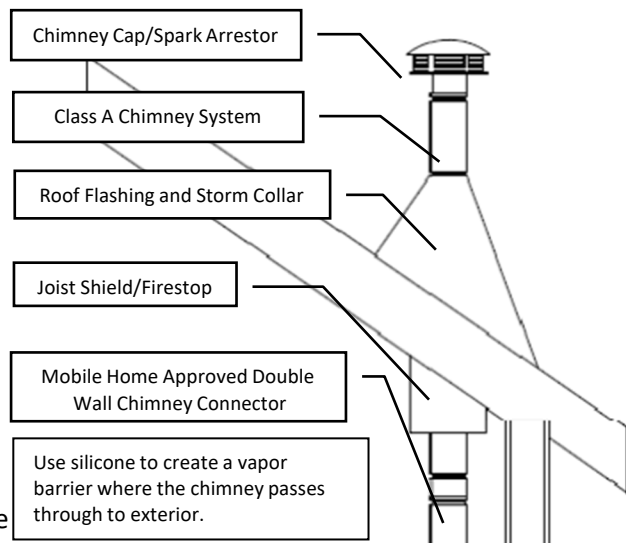 Chimney Cap/Spark Arrestor
Class A Chimney System
Roof Flashing and Storm Collar
Joist Shield/Firestop
Mobile Home Approved Double
Wall Chimney Connector
Use silicone to create a vapor
barrier where the chimney passes
through to exterior.
e